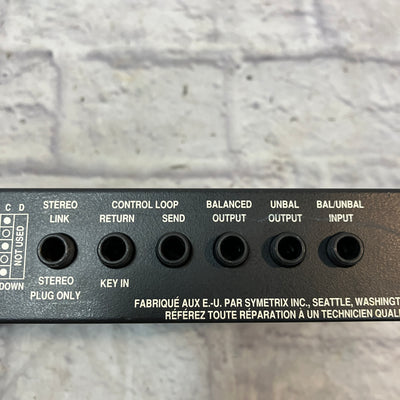 C D
NOT USED
DOWN
STEREO LINK
STEREO PLUG ONLY
CONTROL LOOP
RETURN SEND
KEY IN
BALANCED OUTPUT
UNBAL OUTPUT
BAL/UNBAL INPUT
FABRIQUÉ AUX E.-U. PAR SYMETRIX INC., SEATTLE, WASHINGT
RÉFÉREZ TOUTE RÉPARATION À UN TECHNICIEN QUALI